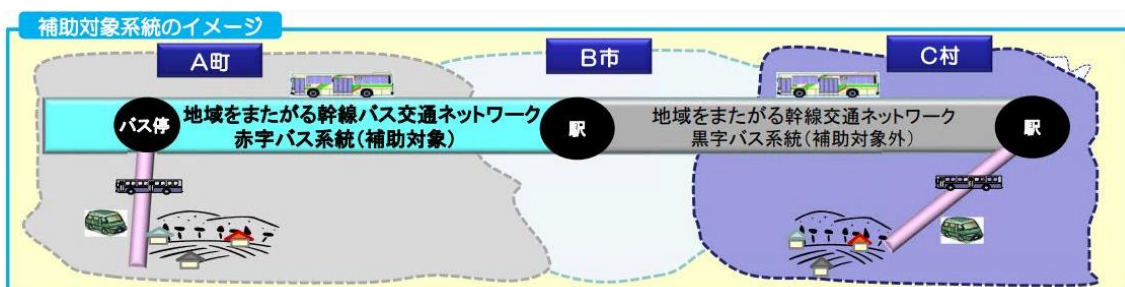 補助対象系統のイメージ
A町
B市
C村
バス停
地域をまたがる幹線バス交通ネットワーク
赤字バス系統(補助対象)
駅
地域をまたがる幹線交通ネットワーク
黒字バス系統(補助対象外)
駅